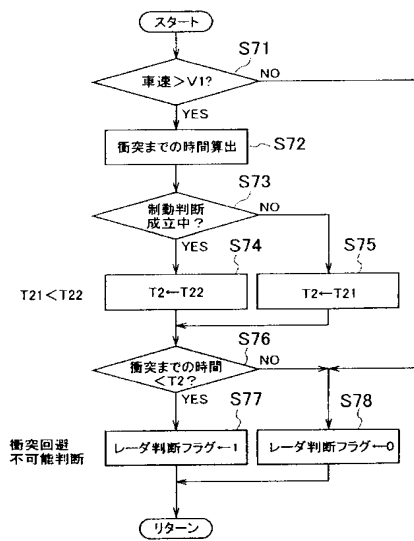 スタート
S71
車速>V1?
NO
YES
衝突までの時間算出
S72
S73
制動判断
成立中?
NO
YES
S74
S75
T21<T22
T2←T22
T2←T21
S76
衝突までの時間
<T2?
NO
YES
S77
S78
衝突回避
不可能判断
レーダ判断フラグ←1
レーダ判断フラグ←0
リターン